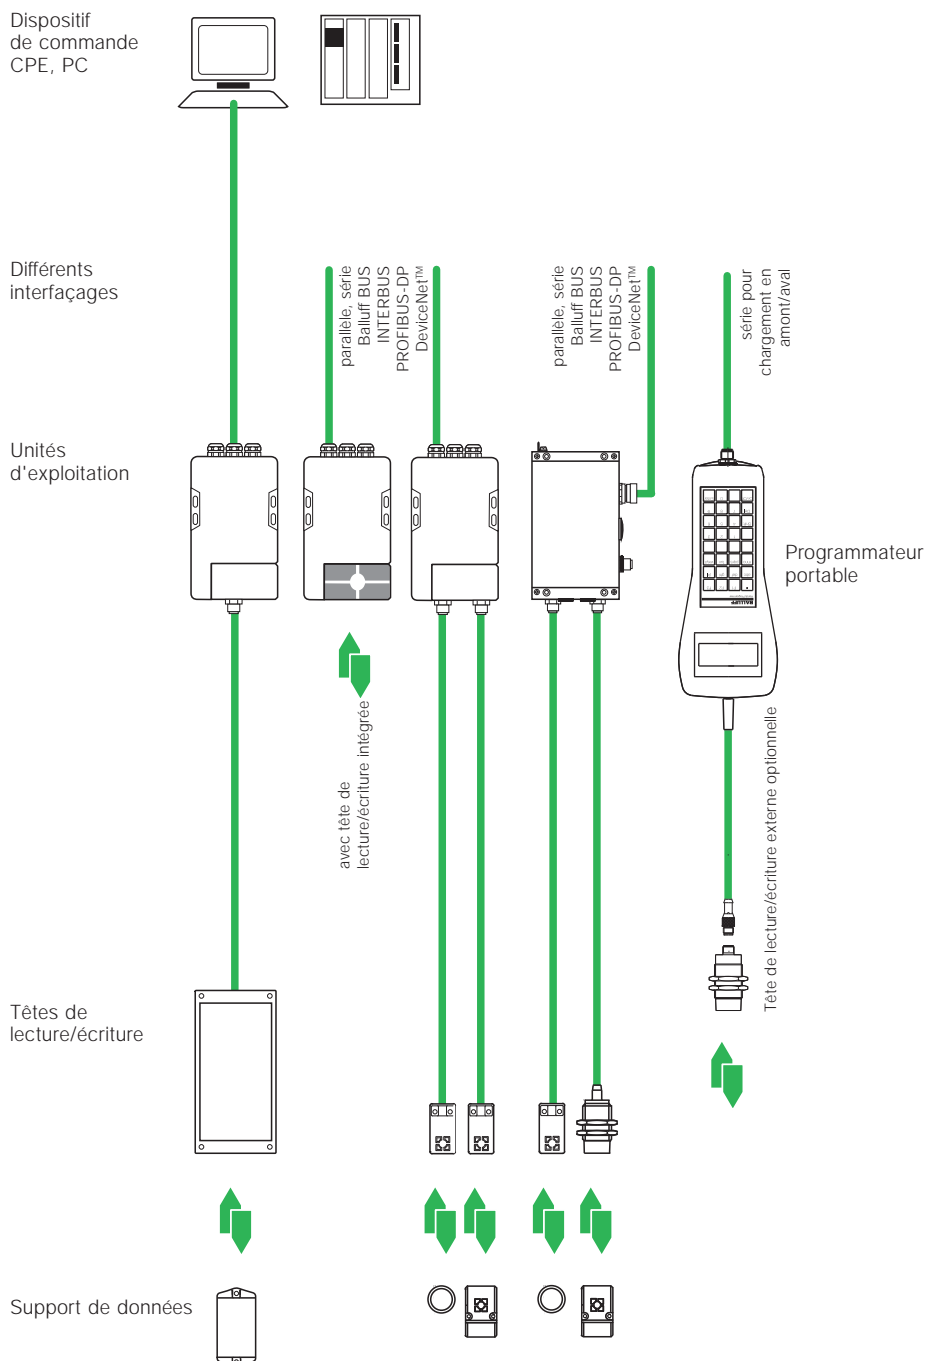 Dispositif
de commande
CPE, PC
Différents
interfaçages
parallèle, série
Balluff BUS
INTERBUS
PROFIBUS-DP
DeviceNet™
parallèle, série
Balluff BUS
INTERBUS
PROFIBUS-DP
DeviceNet™
série pour
chargement en
amont/aval
Unités
d'exploitation
Programmateur
portable
BALLUFF
avec tête de
lecture/écriture intégrée
Tête de lecture/écriture externe optionnelle
Têtes de
lecture/écriture
Support de données